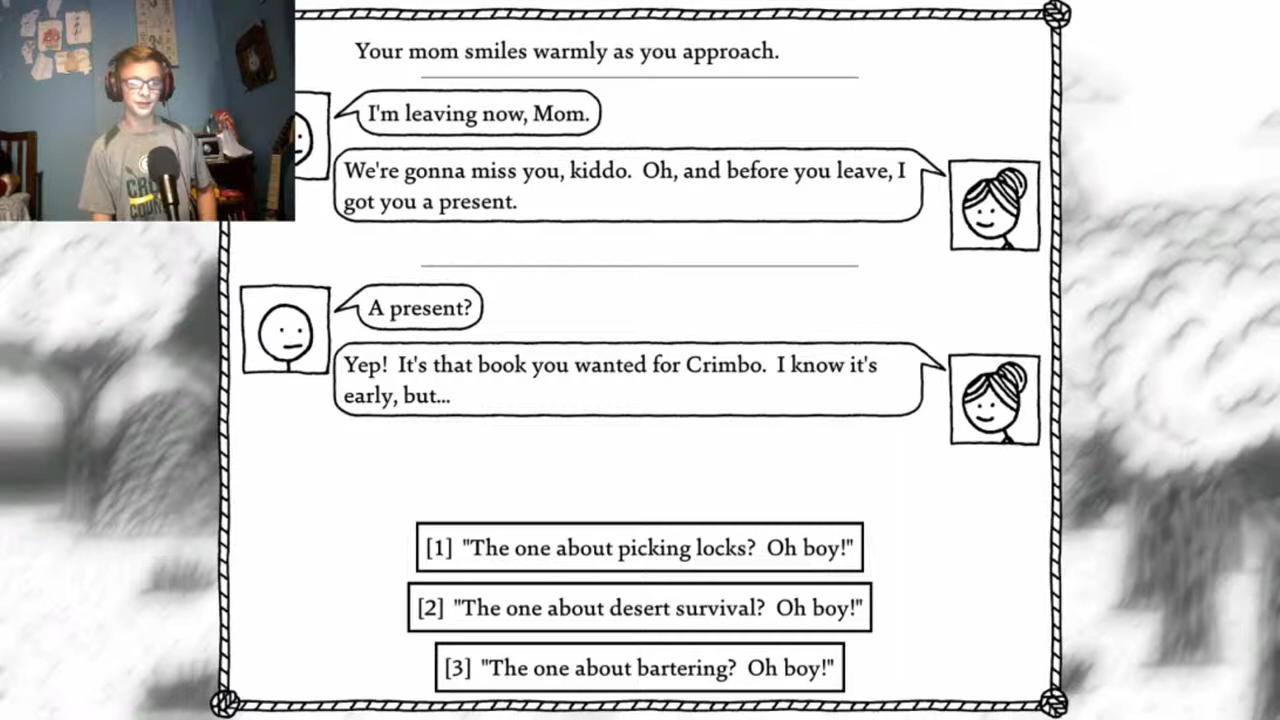 Your mom smiles warmly as you approach.
I'm leaving now, Mom.
We're gonna miss you, kiddo. Oh, and before you leave, I
got you a present.
A present?
Yep! It's that book you wanted for Crimbo. I know it's
early, but...
[1] "The one about picking locks? Oh boy!"
[2] "The one about desert survival? Oh boy!"
[3] "The one about bartering? Oh boy!"